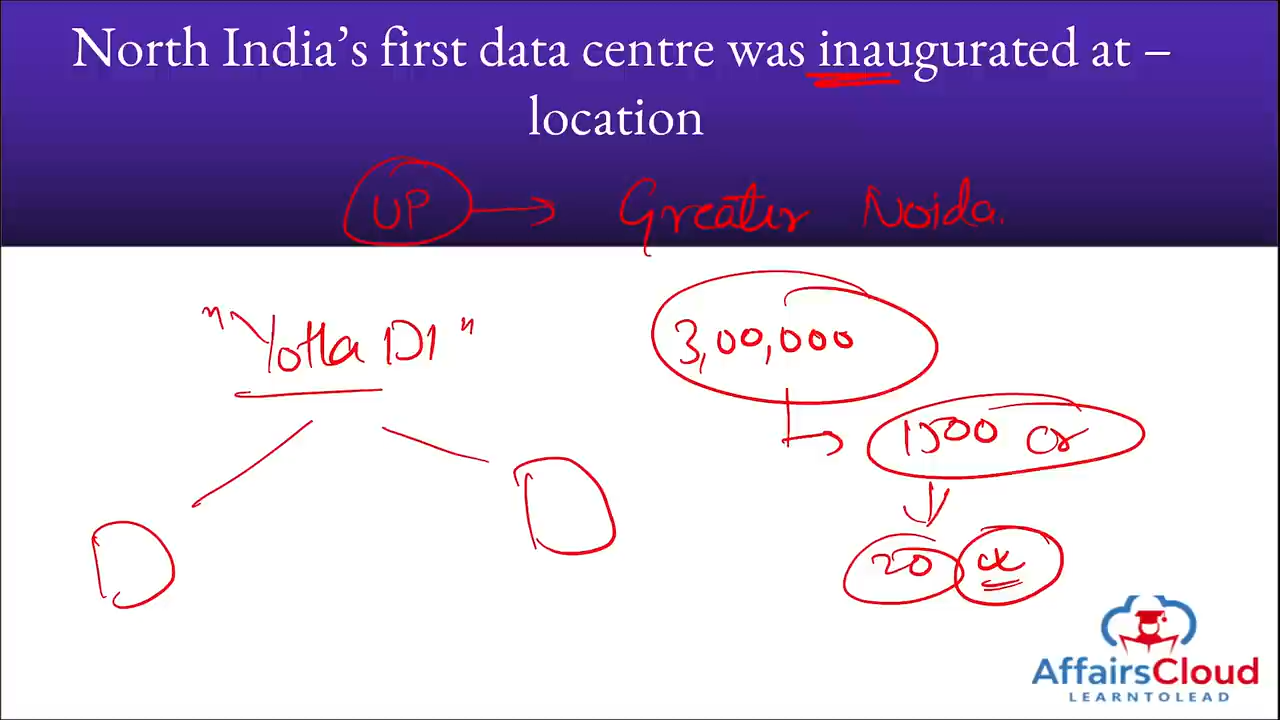 North India’s first data centre was inaugurated at –
location
UP → Greater Noida.
"Yotta D1"
3,00,000
1500 cr
20
D D
AffairsCloud
LEARNTOLEAD